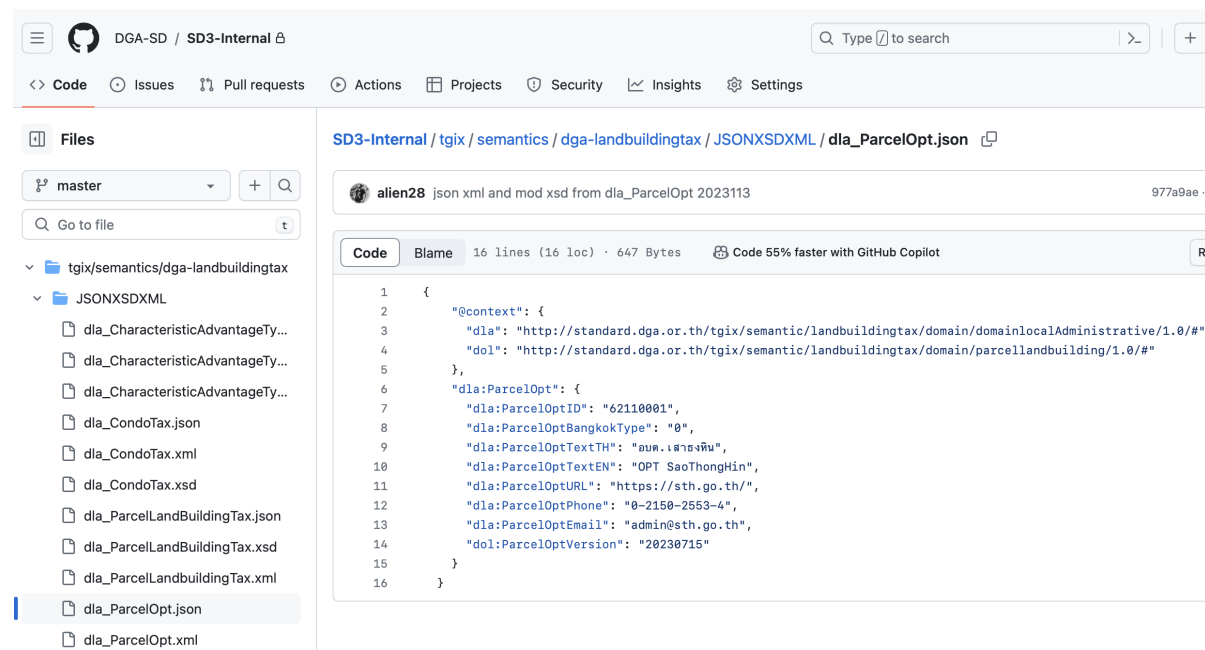 DGA-SD / SD3-Internal
Type / to search
Code Issues Pull requests Actions Projects Security Insights Settings
Files
master
Go to file t
tgix/semantics/dga-landbuildingtax
JSONXSDXML
dla_CharacteristicAdvantageTy...
dla_CharacteristicAdvantageTy...
dla_CharacteristicAdvantageTy...
dla_CondoTax.json
dla_CondoTax.xml
dla_CondoTax.xsd
dla_ParcelLandBuildingTax.json
dla_ParcelLandBuildingTax.xsd
dla_ParcelLandbuildingTax.xml
dla_ParcelOpt.json
dla_ParcelOpt.xml
SD3-Internal / tgix / semantics / dga-landbuildingtax / JSONXSDXML / dla_ParcelOpt.json
alien28 json xml and mod xsd from dla_ParcelOpt 2023113 977a9ae ·
Code Blame 16 lines (16 loc) · 647 Bytes Code 55% faster with GitHub Copilot R
1 {
2 "@context": {
3 "dla": "http://standard.dga.or.th/tgix/semantic/landbuildingtax/domain/domainlocalAdministrative/1.0/#"
4 "dol": "http://standard.dga.or.th/tgix/semantic/landbuildingtax/domain/parcellandbuilding/1.0/#"
5 },
6 "dla:ParcelOpt": {
7 "dla:ParcelOptID": "62110001",
8 "dla:ParcelOptBangkokType": "0",
9 "dla:ParcelOptTextTH": "อบต.เสาธงหิน",
10 "dla:ParcelOptTextEN": "OPT SaoThongHin",
11 "dla:ParcelOptURL": "https://sth.go.th/",
12 "dla:ParcelOptPhone": "0-2150-2553-4",
13 "dla:ParcelOptEmail": "admin@sth.go.th",
14 "dol:ParcelOptVersion": "20230715"
15 }
16 }